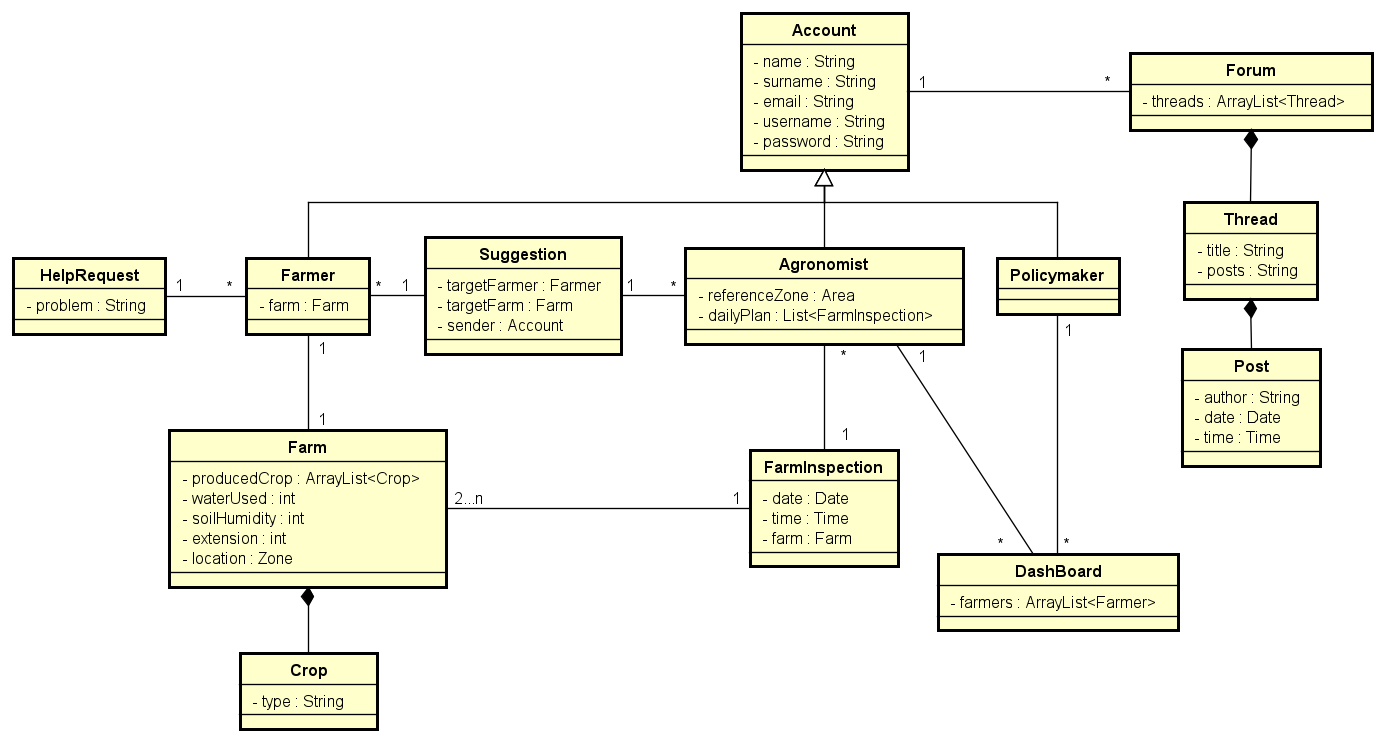 Account
- name : String
- surname : String
- email : String
- username : String
- password : String
1
*
Forum
- threads : ArrayList<Thread>
Thread
- title : String
- posts : String
Post
- author : String
- date : Date
- time : Time
HelpRequest
- problem : String
1
*
Farmer
- farm : Farm
*
1
Suggestion
- targetFarmer : Farmer
- targetFarm : Farm
- sender : Account
1
*
Agronomist
- referenceZone : Area
- dailyPlan : List<FarmInspection>
Policymaker
1
1
*
1
1
Farm
- producedCrop : ArrayList<Crop>
- waterUsed : int
- soilHumidity : int
- extension : int
- location : Zone
2...n
1
1
FarmInspection
- date : Date
- time : Time
- farm : Farm
*
*
DashBoard
- farmers : ArrayList<Farmer>
Crop
- type : String